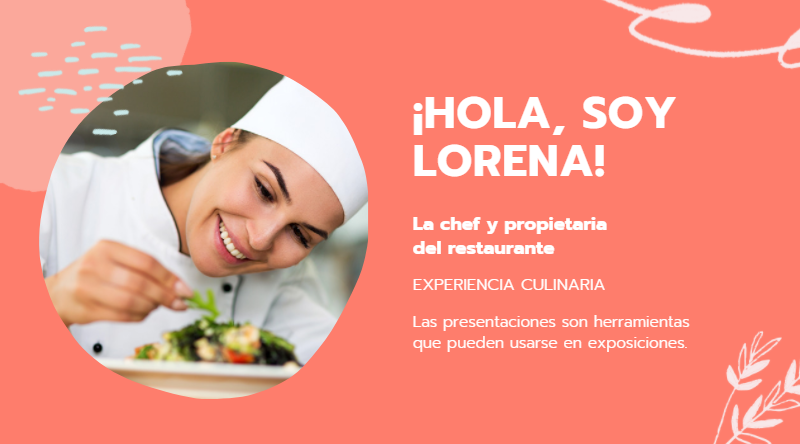 ¡HOLA, SOY
LORENA!
La chef y propietaria
del restaurante
EXPERIENCIA CULINARIA
Las presentaciones son herramientas
que pueden usarse en exposiciones.